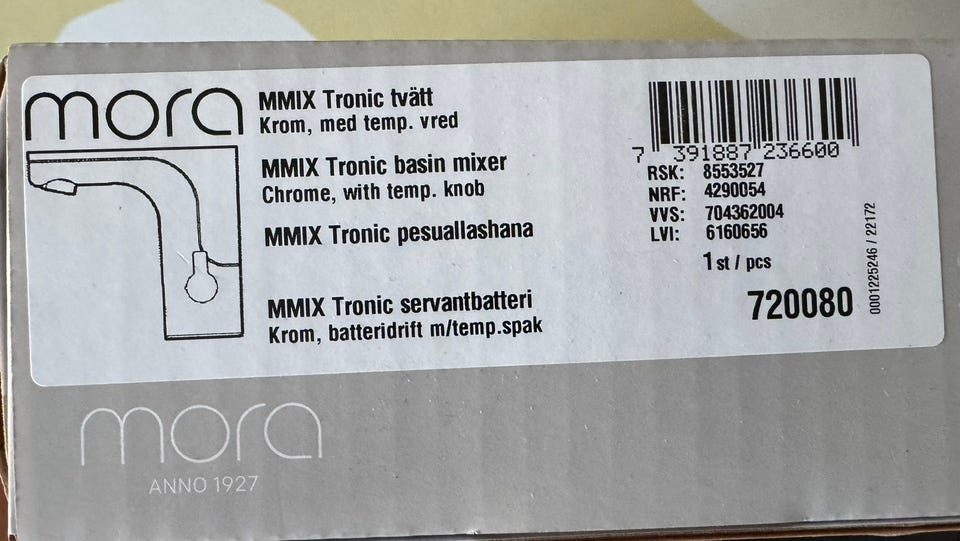 mora
MMIX Tronic tvätt
Krom, med temp. vred
MMIX Tronic basin mixer
Chrome, with temp. knob
MMIX Tronic pesuallashana
MMIX Tronic servantbatteri
Krom, batteridrift m/temp.spak
7 391887 236600
RSK: 8553527
NRF: 4290054
VVS: 704362004
LVI: 6160656
1 st / pcs
720080
0001225246 / 22172
mora
ANNO 1927